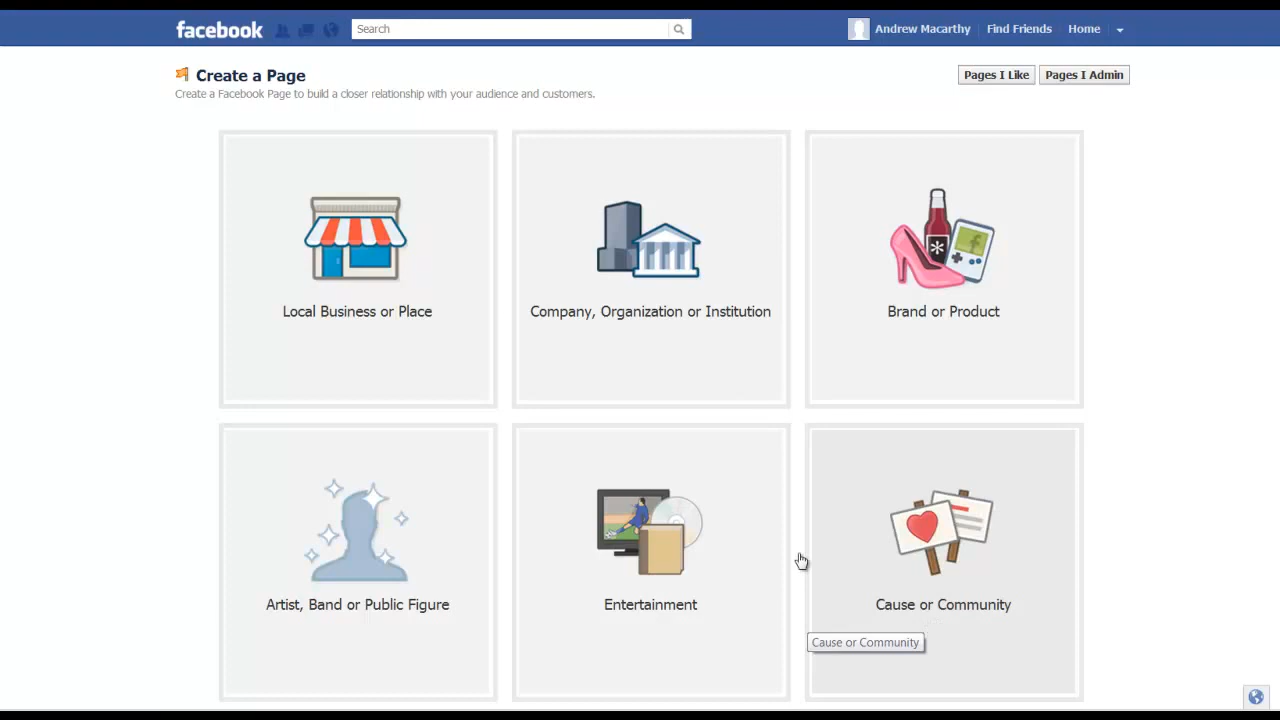 facebook Search Andrew Macarthy Find Friends Home
Create a Page Pages I Like Pages I Admin
Create a Facebook Page to build a closer relationship with your audience and customers.
Local Business or Place Company, Organization or Institution Brand or Product
Artist, Band or Public Figure Entertainment Cause or Community
Cause or Community